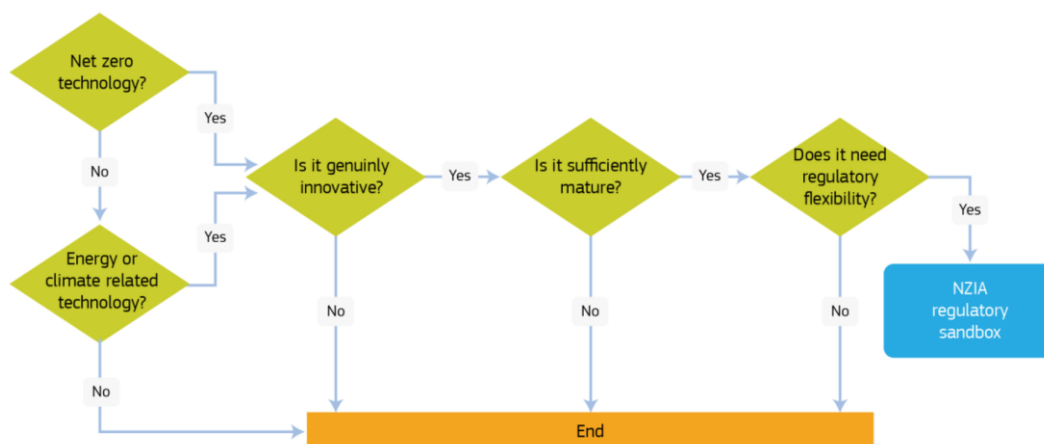 Net zero
technology?
Yes
No
Energy or
climate related
technology?
Yes
No
Is it genuinly
innovative?
Yes
No
Is it sufficiently
mature?
Yes
No
Does it need
regulatory
flexibility?
Yes
No
NZIA
regulatory
sandbox
End